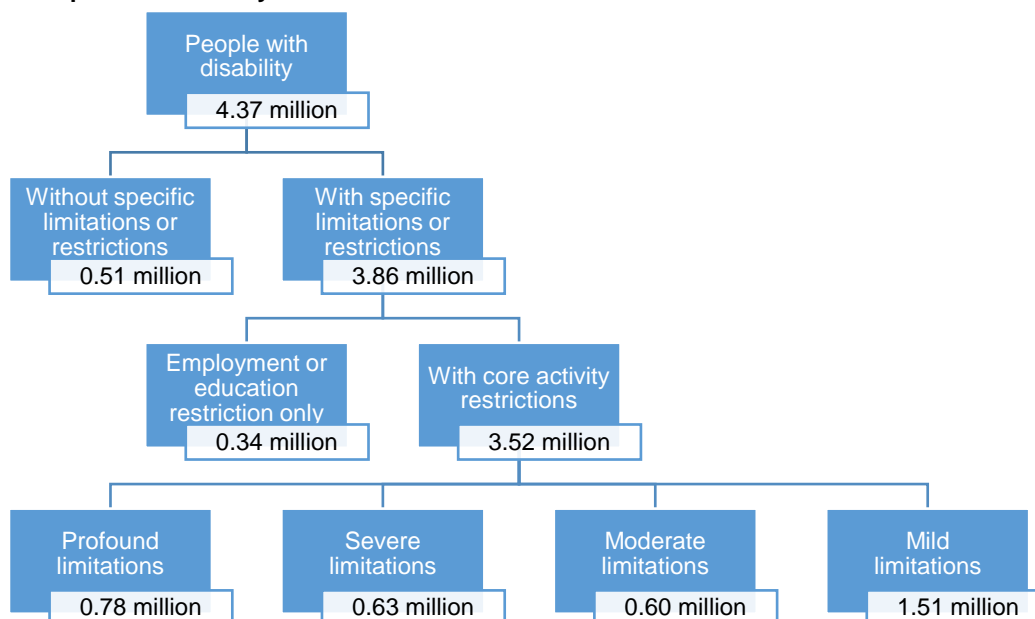 People with
disability
4.37 million
Without specific
limitations or
restrictions
0.51 million
With specific
limitations or
restrictions
3.86 million
Employment or
education
restriction only
0.34 million
With core activity
restrictions
3.52 million
Profound
limitations
0.78 million
Severe
limitations
0.63 million
Moderate
limitations
0.60 million
Mild
limitations
1.51 million